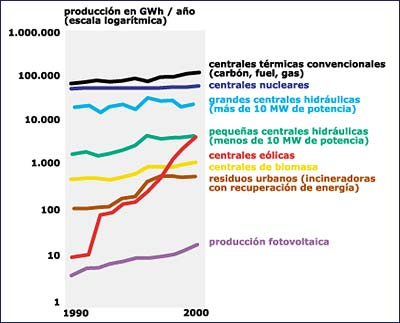 producción en GWh / año
(escala logarítmica)
1.000.000
100.000
10.000
1.000
100
10
1
1990
2000
centrales térmicas convencionales
(carbón, fuel, gas)
centrales nucleares
grandes centrales hidráulicas
(más de 10 MW de potencia)
pequeñas centrales hidráulicas
(menos de 10 MW de potencia)
centrales eólicas
centrales de biomasa
residuos urbanos (incineradoras
con recuperación de energía)
producción fotovoltaica